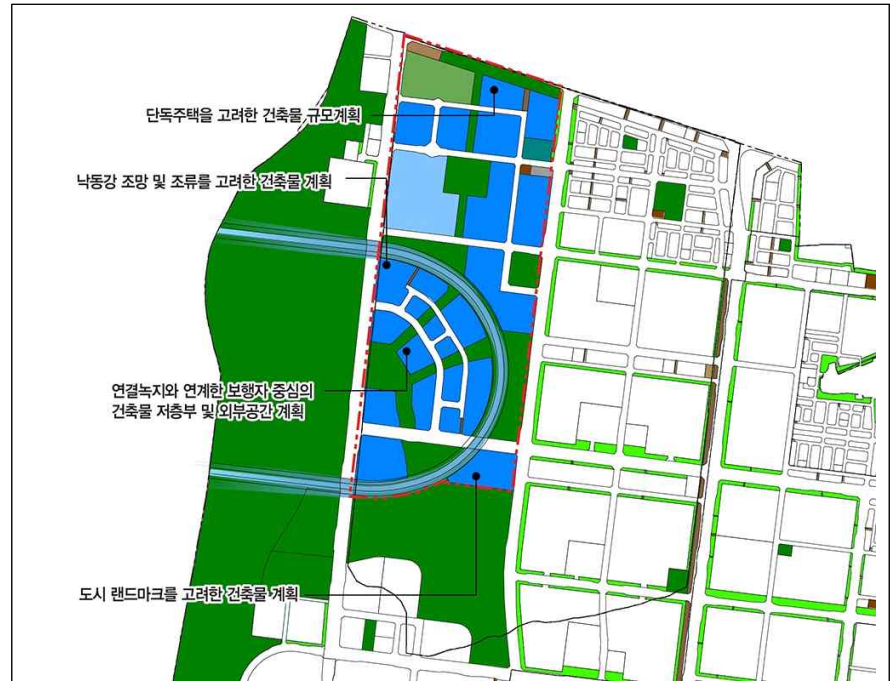 단독주택을 고려한 건축물 규모계획
낙동강 조망 및 조류를 고려한 건축물 계획
연결녹지와 연계한 보행자 중심의
건축물 저층부 및 외부공간 계획
도시 랜드마크를 고려한 건축물 계획